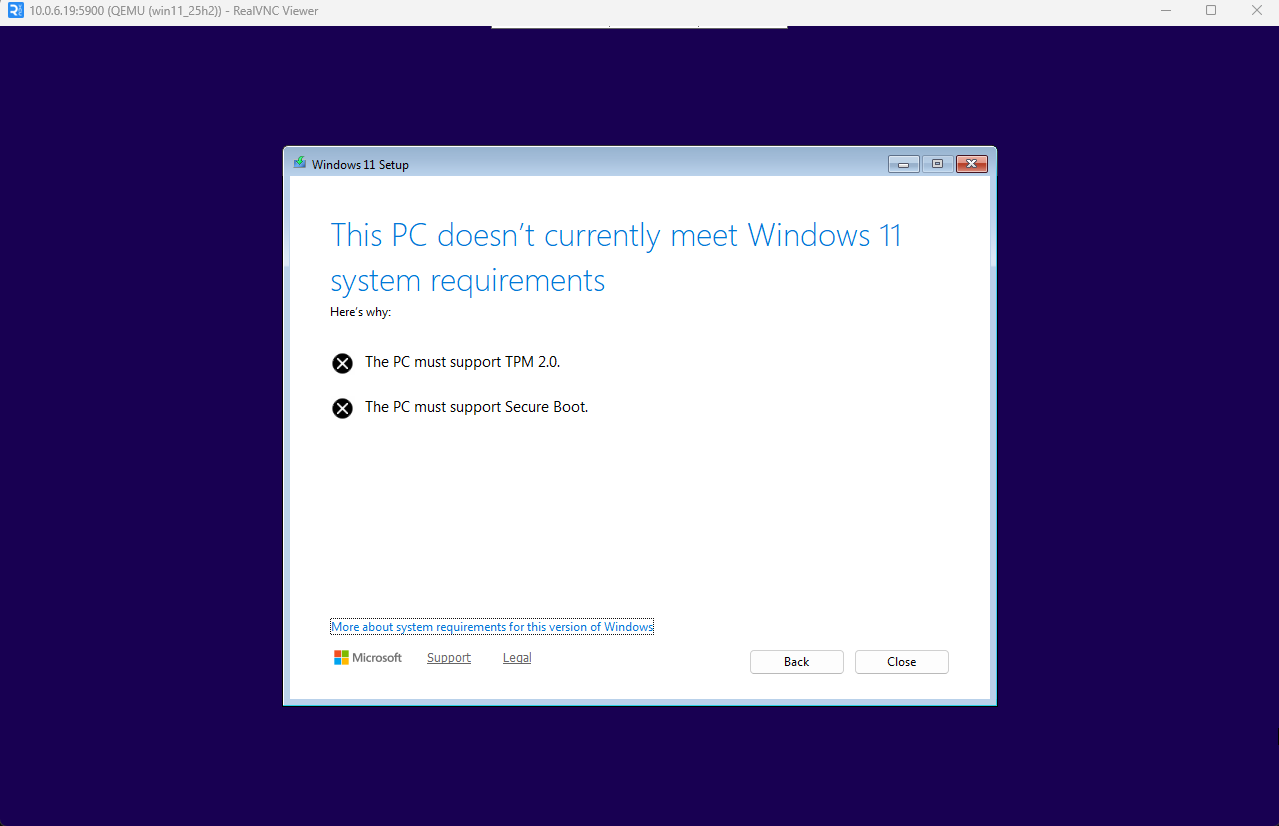 10.0.6.19:5900 (QEMU (win11_25h2)) - RealVNC Viewer
Windows 11 Setup
This PC doesn’t currently meet Windows 11
system requirements
Here’s why:
The PC must support TPM 2.0.
The PC must support Secure Boot.
More about system requirements for this version of Windows
Microsoft Support Legal Back Close